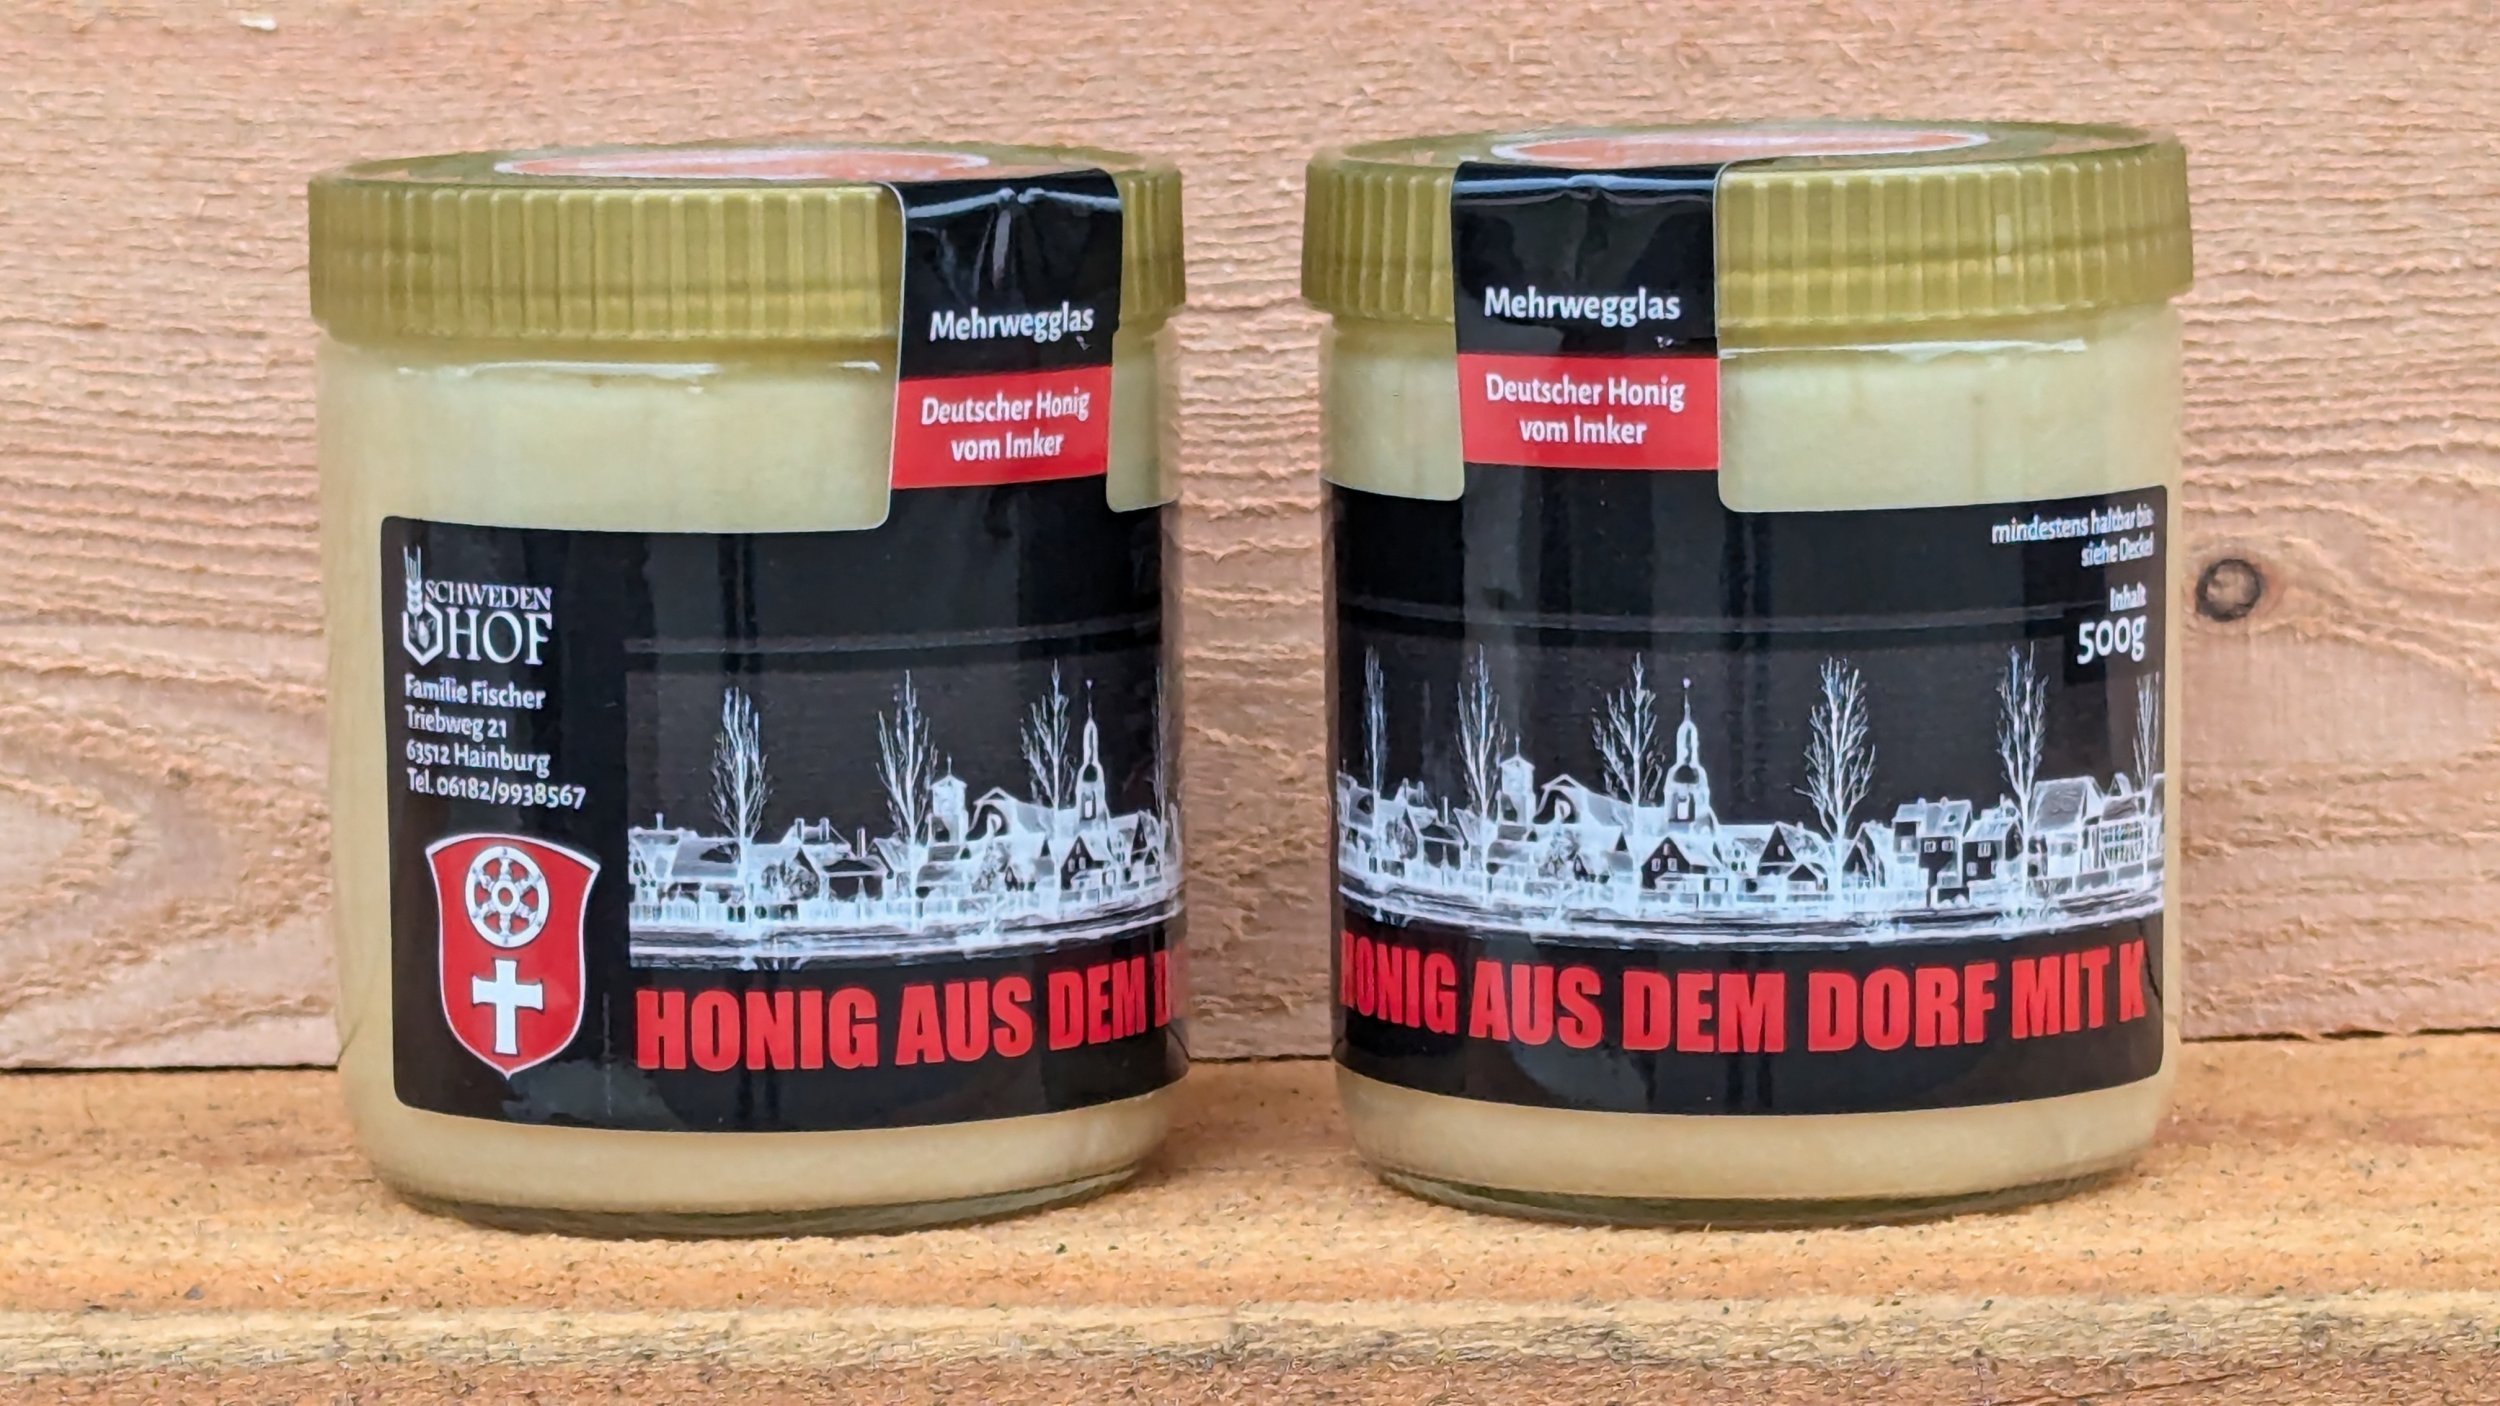 Mehrwegglas
Deutscher Honig
vom Imker
SCHWEDEN
HOF
Familie Fischer
Triebweg 21
63512 Hainburg
Tel. 06182/9938567
HONIG AUS DEM
Mehrwegglas
Deutscher Honig
vom Imker
mindestens haltbar bis
siehe Deckel
Inhalt
500g
HONIG AUS DEM DORF MIT K